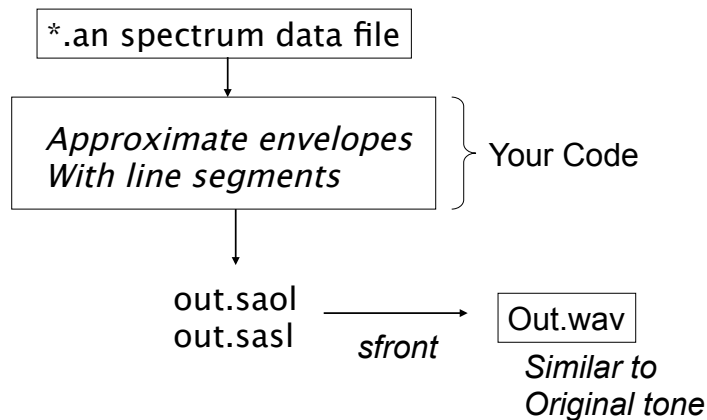 *.an spectrum data file
Approximate envelopes
With line segments
Your Code
out.saol
out.sasl
sfront
Out.wav
Similar to
Original tone